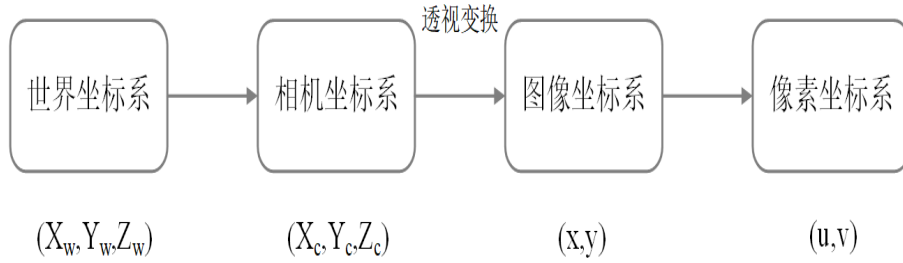 透视变换
世界坐标系
相机坐标系
图像坐标系
像素坐标系
(Xw,Yw,Zw)
(Xc,Yc,Zc)
(x,y)
(u,v)